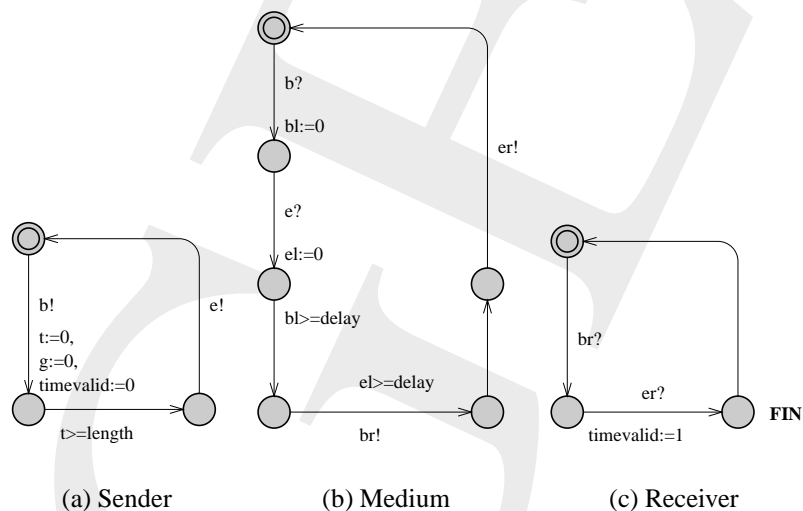 b?
bl:=0
er!
e?
el:=0
b!
e!
t:=0,
g:=0,
timevalid:=0
bl>=delay
br?
el>=delay
er?
t>=length
br!
timevalid:=1
FIN
(a) Sender
(b) Medium
(c) Receiver